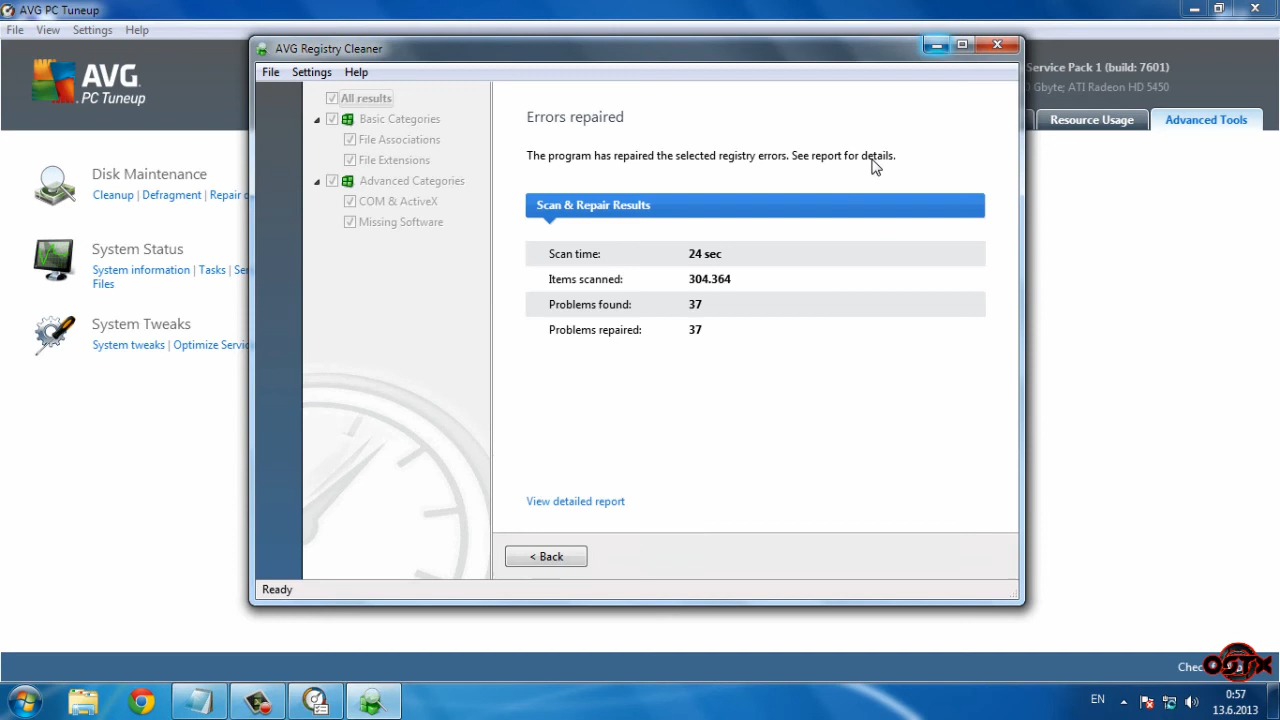 AVG PC Tuneup
File View Settings Help
AVG
PC Tuneup
Service Pack 1 (build: 7601)
Gbyte; ATI Radeon HD 5450
Resource Usage
Advanced Tools
Disk Maintenance
Cleanup | Defragment | Repair
System Status
System information | Tasks |
Files
System Tweaks
System tweaks | Optimize
AVG Registry Cleaner
File Settings Help
All results
Basic Categories
File Associations
File Extensions
Advanced Categories
COM & ActiveX
Missing Software
Errors repaired
The program has repaired the selected registry errors. See report for details.
Scan & Repair Results
Scan time: 24 sec
Items scanned: 304.364
Problems found: 37
Problems repaired: 37
View detailed report
< Back
Ready
OSTX
EN
0:57
13.6.2013